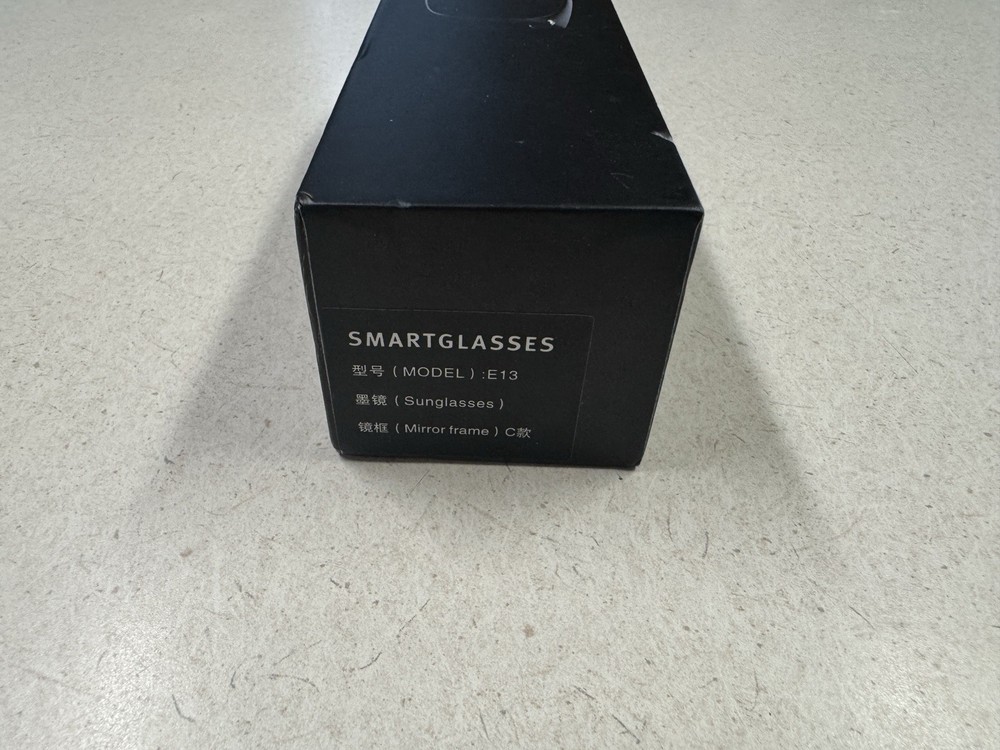 SMARTGLASSES
型号（MODEL）:E13
墨镜（Sunglasses）
镜框（Mirror frame）C款